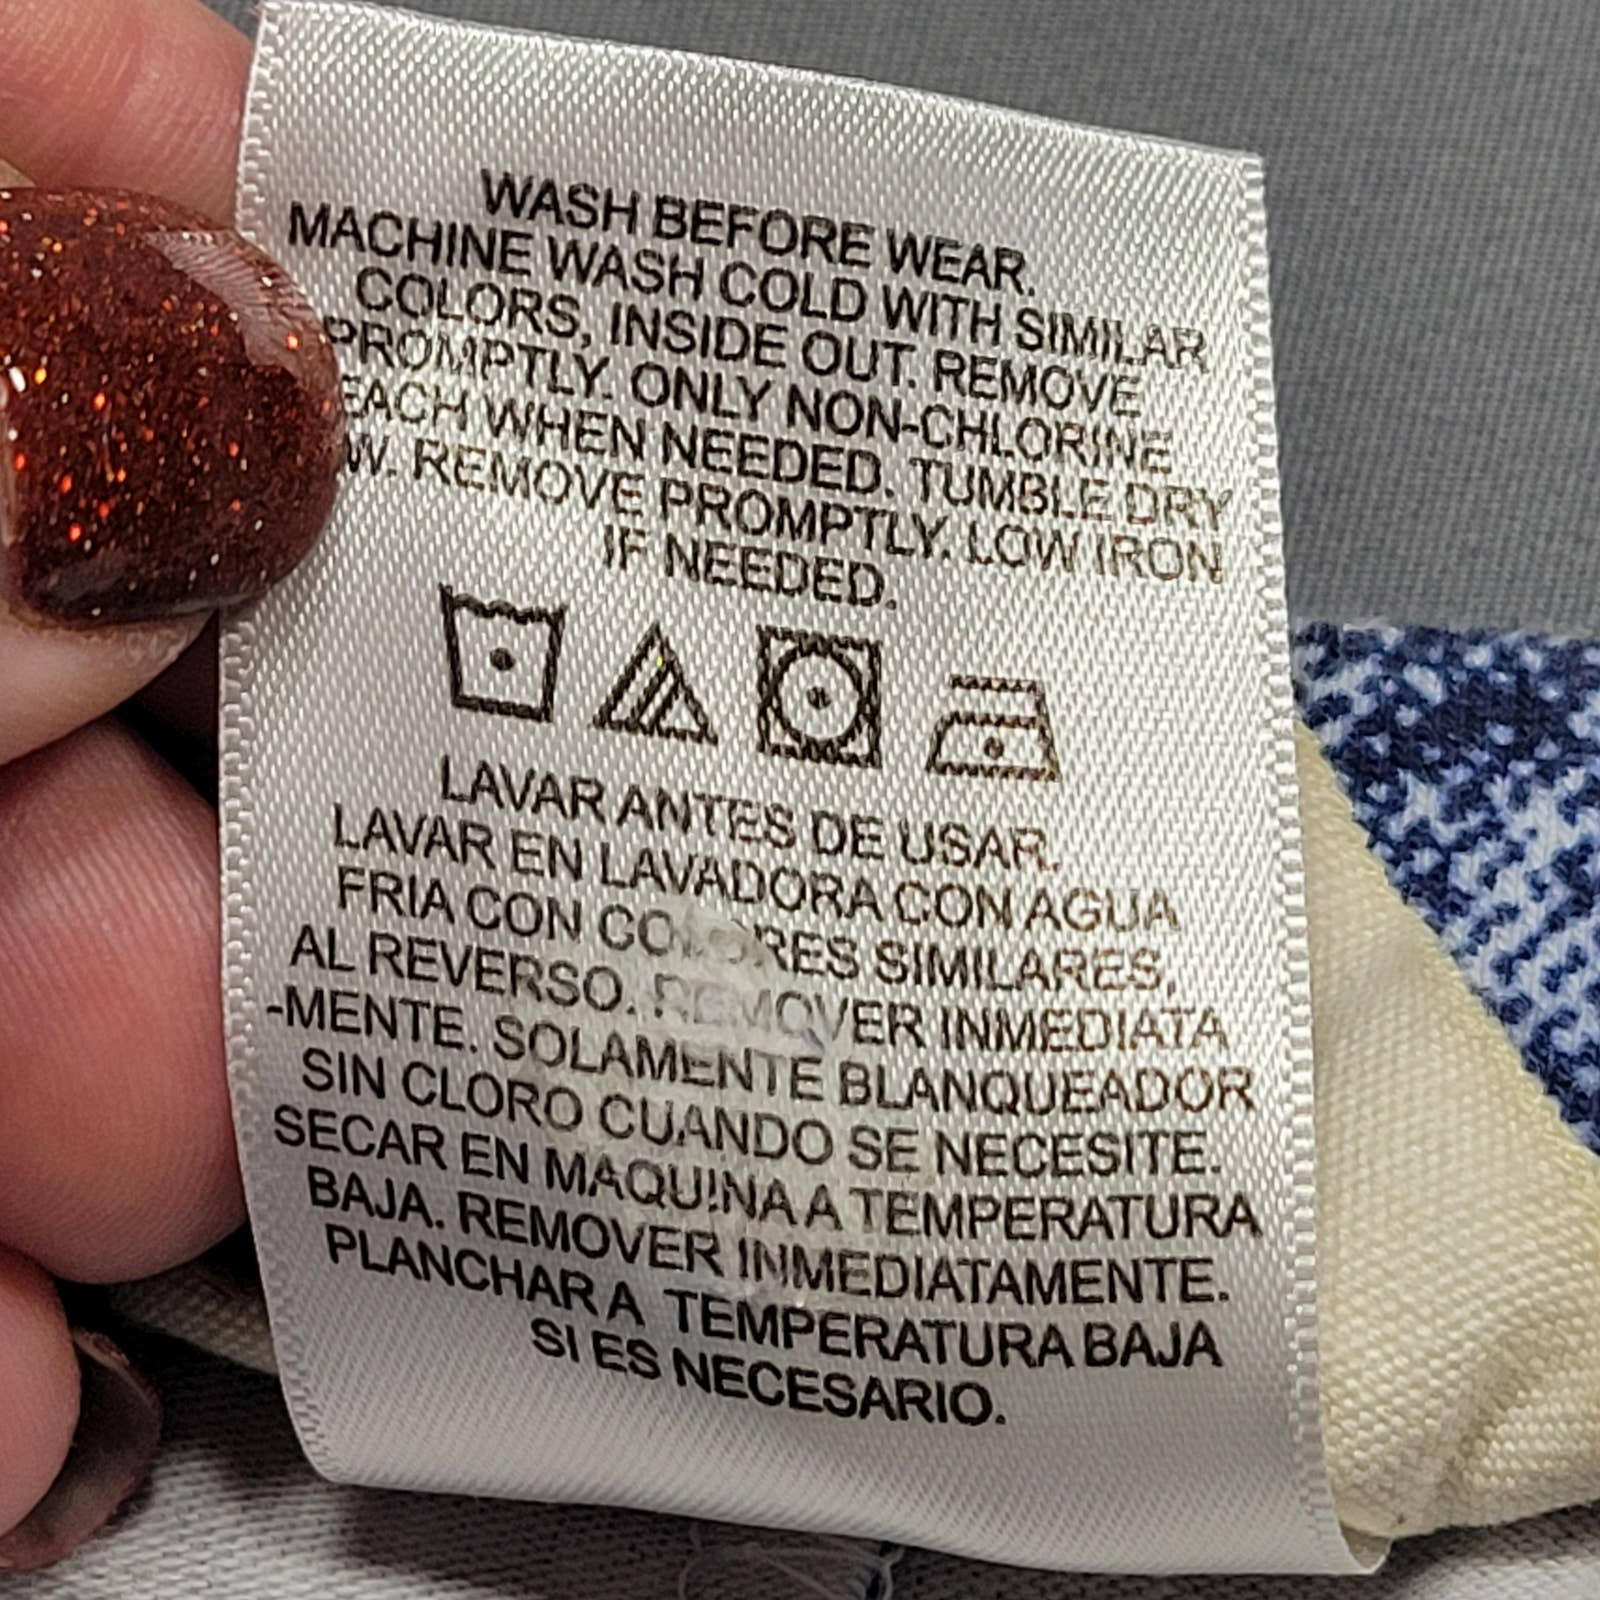 WASH BEFORE WEAR.
MACHINE WASH COLD WITH SIMILAR
COLORS, INSIDE OUT. REMOVE
PROMPTLY. ONLY NON-CHLORINE
EACH WHEN NEEDED. TUMBLE DRY
W. REMOVE PROMPTLY. LOW IRON
IF NEEDED.
LAVAR ANTES DE USAR.
LAVAR EN LAVADORA CON AGUA
FRIA CON COLORES SIMILARES,
AL REVERSO. REMOVER INMEDIATA
-MENTE. SOLAMENTE BLANQUEADOR
SIN CLORO CUANDO SE NECESITE.
SECAR EN MAQUINA A TEMPERATURA
BAJA. REMOVER INMEDIATAMENTE.
PLANCHAR A TEMPERATURA BAJA
SI ES NECESARIO.